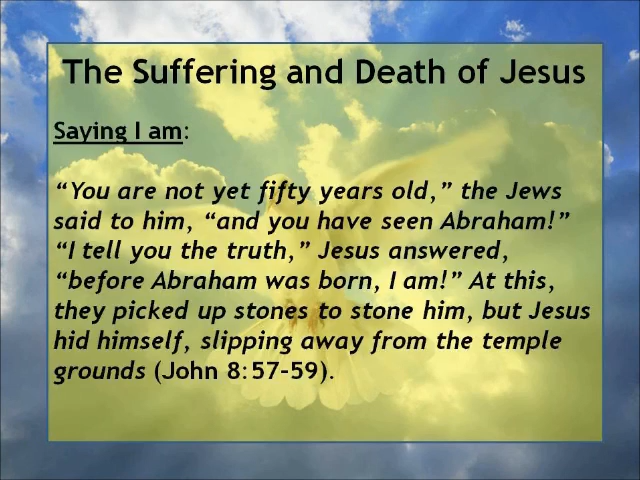 The Suffering and Death of Jesus
Saying I am:
“You are not yet fifty years old,” the Jews
said to him, “and you have seen Abraham!”
“I tell you the truth,” Jesus answered,
“before Abraham was born, I am!” At this,
they picked up stones to stone him, but Jesus
hid himself, slipping away from the temple
grounds (John 8:57-59).